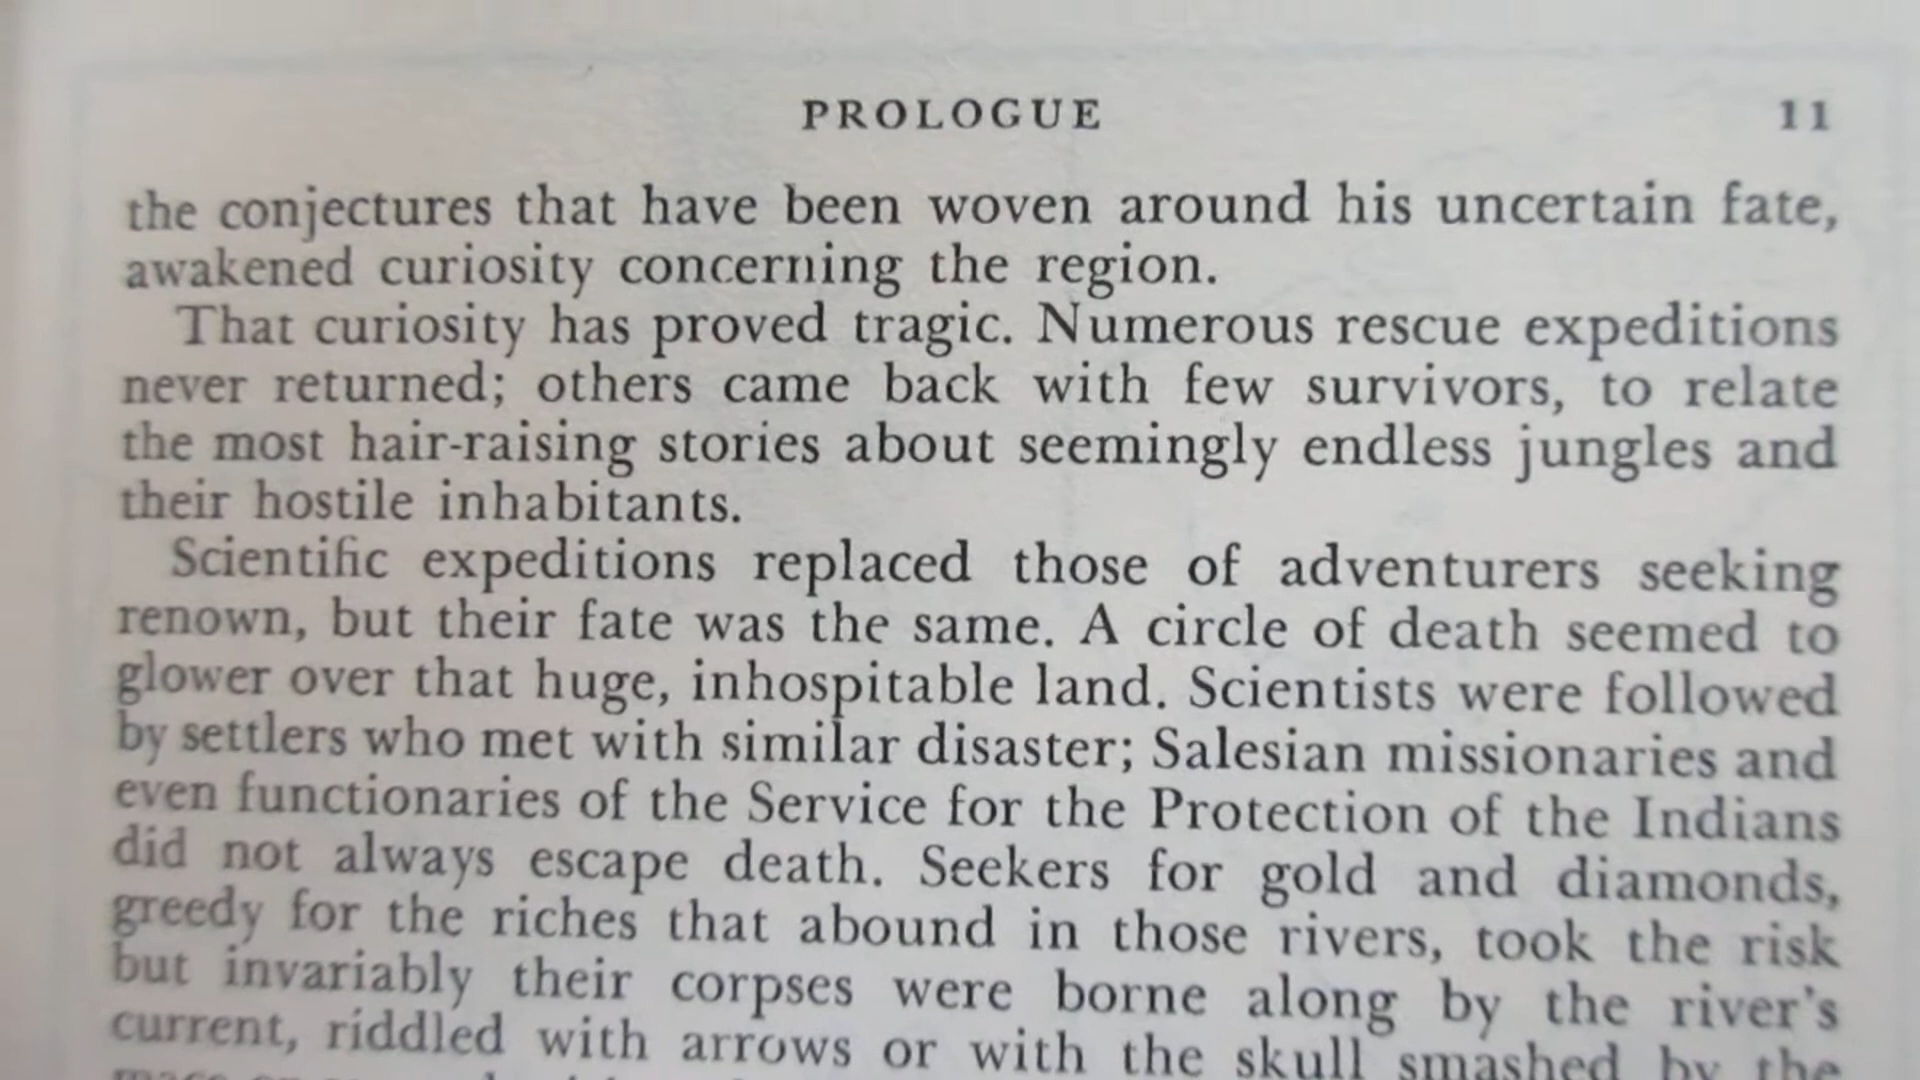 PROLOGUE 11
the conjectures that have been woven around his uncertain fate,
awakened curiosity concerning the region.
That curiosity has proved tragic. Numerous rescue expeditions
never returned; others came back with few survivors, to relate
the most hair-raising stories about seemingly endless jungles and
their hostile inhabitants.
Scientific expeditions replaced those of adventurers seeking
renown, but their fate was the same. A circle of death seemed to
glower over that huge, inhospitable land. Scientists were followed
by settlers who met with similar disaster; Salesian missionaries and
even functionaries of the Service for the Protection of the Indians
did not always escape death. Seekers for gold and diamonds,
greedy for the riches that abound in those rivers, took the risk
but invariably their corpses were borne along by the river's
current, riddled with arrows or with the skull smashed by the